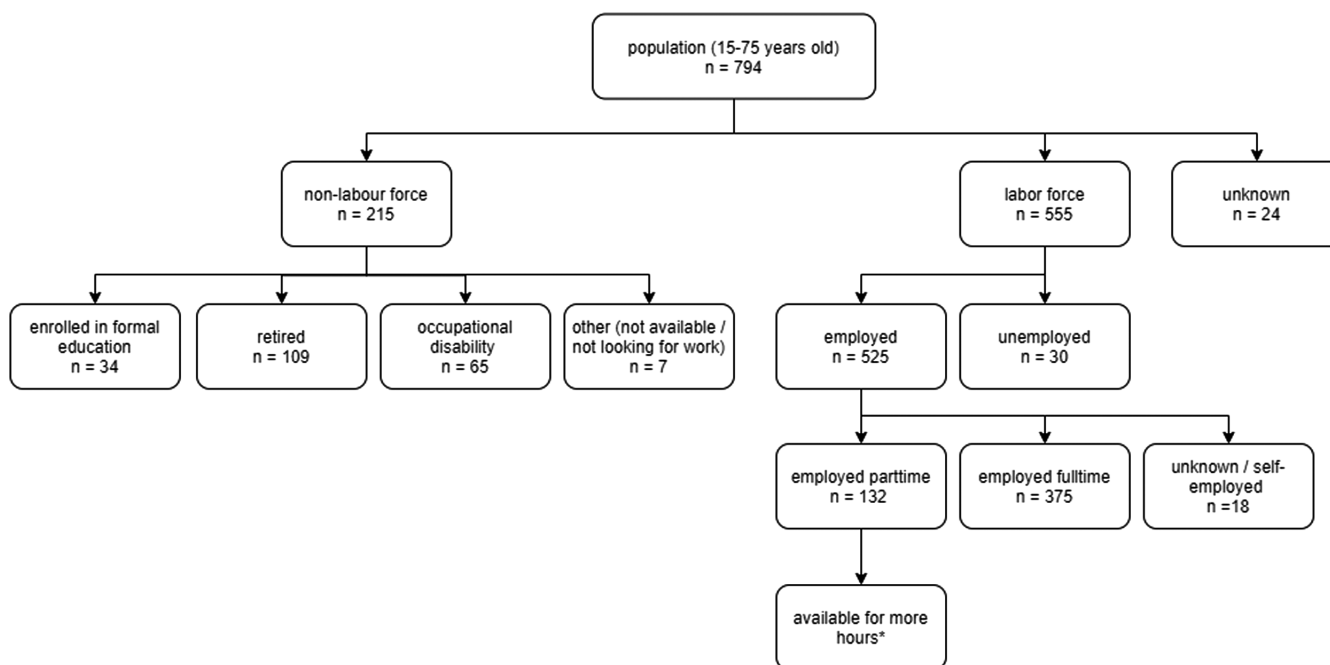 population (15-75 years old)
n = 794
non-labour force
n = 215
labor force
n = 555
unknown
n = 24
enrolled in formal
education
n = 34
retired
n = 109
occupational
disability
n = 65
other (not available /
not looking for work)
n = 7
employed
n = 525
unemployed
n = 30
employed parttime
n = 132
employed fulltime
n = 375
unknown / self-
employed
n =18
available for more
hours*